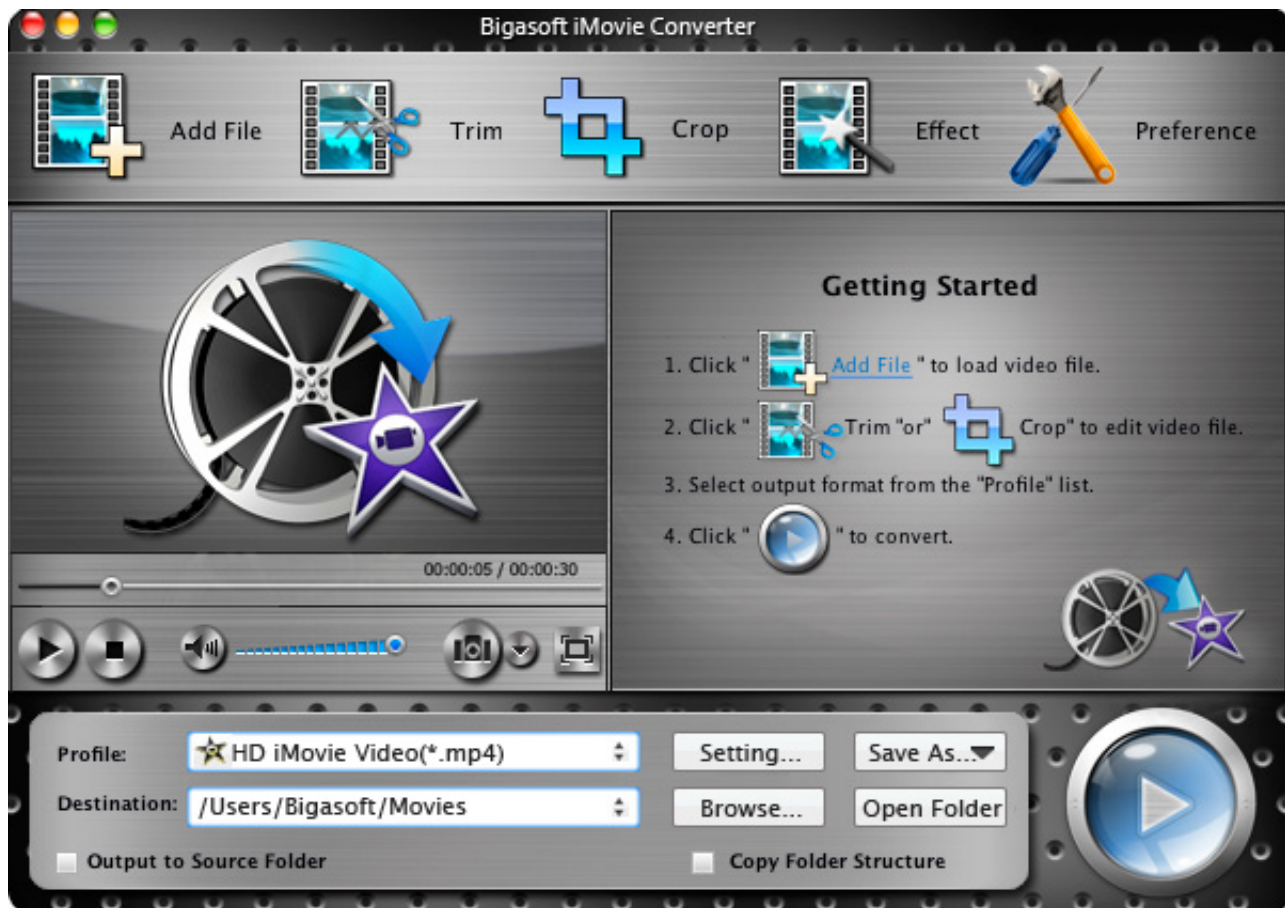 Bigasoft iMovie Converter
Add File
Trim
Crop
Effect
Preference
Getting Started
1. Click " Add File " to load video file.
2. Click " Trim "or" Crop" to edit video file.
3. Select output format from the "Profile" list.
4. Click " " to convert.
00:00:05 / 00:00:30
Profile:
HD iMovie Video(*.mp4)
Setting...
Save As...
Destination:
/Users/Bigasoft/Movies
Browse...
Open Folder
Output to Source Folder
Copy Folder Structure